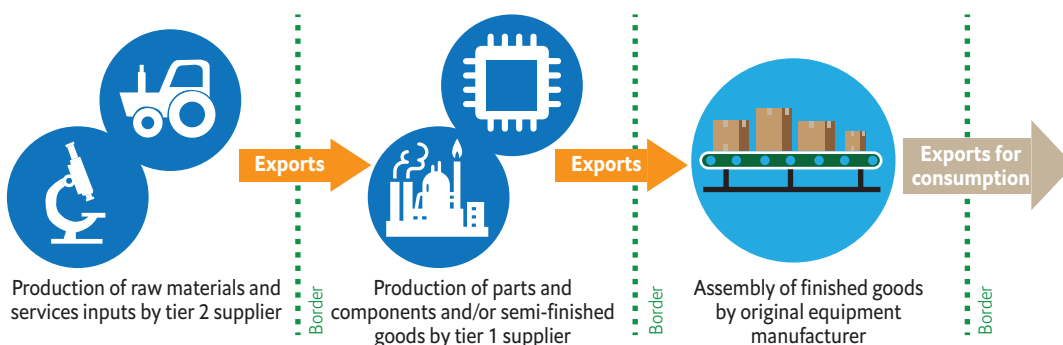 Exports
Exports
Exports for
consumption
Production of raw materials and
services inputs by tier 2 supplier
Border
Production of parts and
components and/or semi-finished
goods by tier 1 supplier
Border
Assembly of finished goods
by original equipment
manufacturer
Border